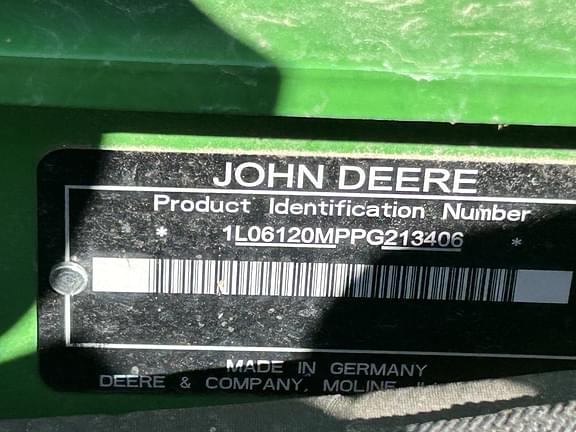 JOHN DEERE
Product Identification Number
* 1L06120MPPG213406 *
MADE IN GERMANY
DEERE & COMPANY, MOLINE,